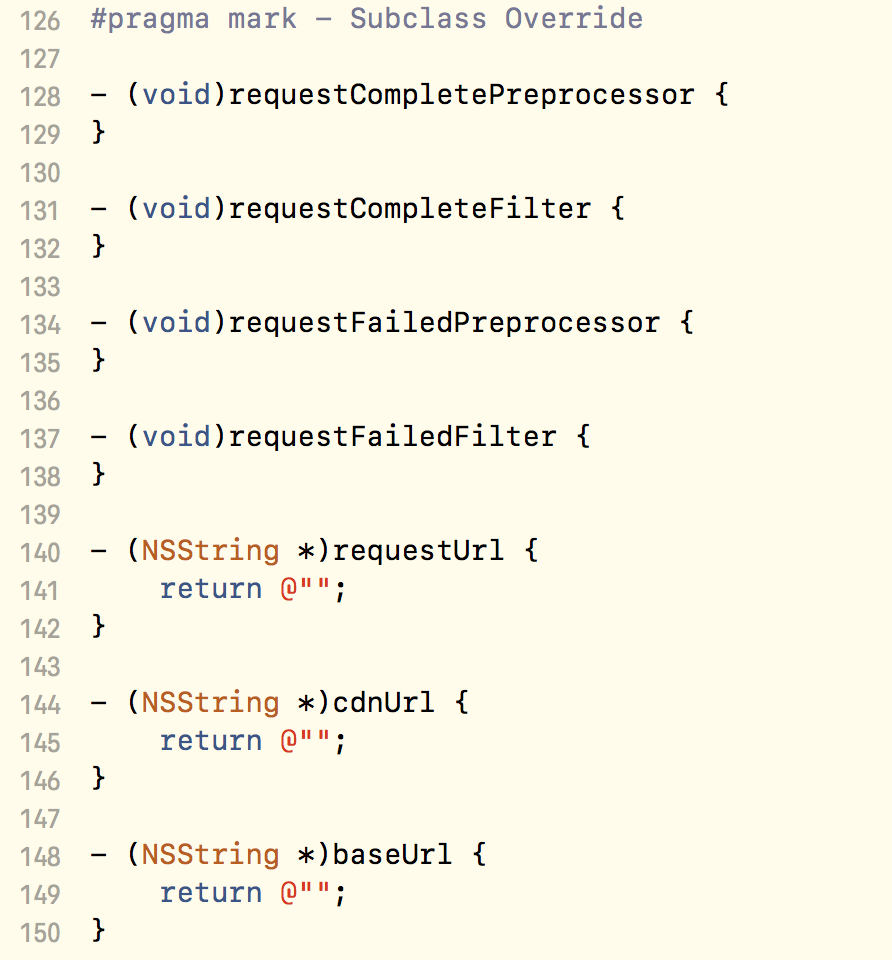 126 #pragma mark – Subclass Override
127
128 – (void)requestCompletePreprocessor {
129 }
130
131 – (void)requestCompleteFilter {
132 }
133
134 – (void)requestFailedPreprocessor {
135 }
136
137 – (void)requestFailedFilter {
138 }
139
140 – (NSString *)requestUrl {
141     return @"";
142 }
143
144 – (NSString *)cdnUrl {
145     return @"";
146 }
147
148 – (NSString *)baseUrl {
149     return @"";
150 }